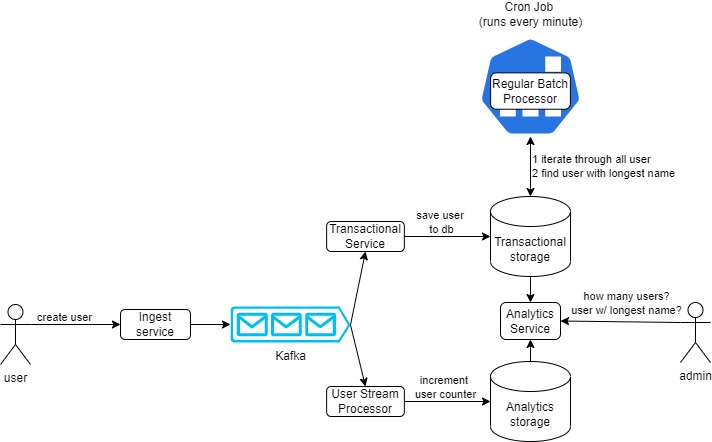 Cron Job
(runs every minute)
Regular Batch
Processor
1 iterate through all user
2 find user with longest name
save user
to db
Transactional
Service
Transactional
storage
how many users?
user w/ longest name?
create user
Ingest
service
Analytics
Service
Kafka
user
admin
increment
user counter
User Stream
Processor
Analytics
storage